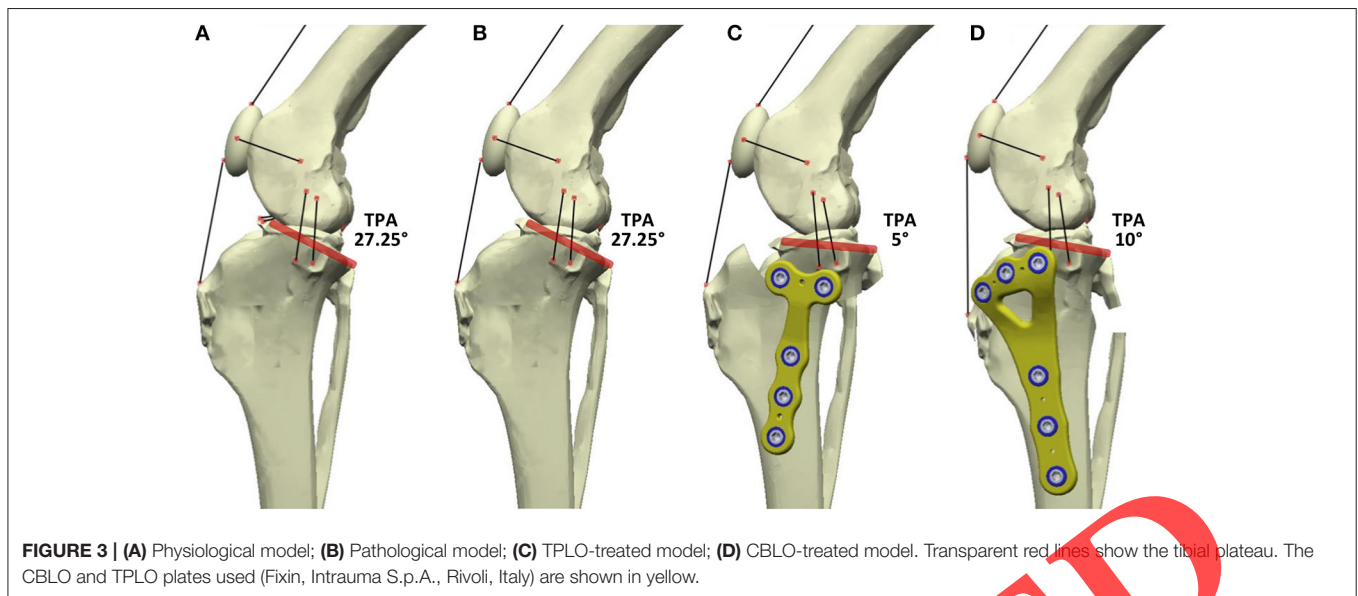 A B C D
TPA TPA TPA TPA
27.25° 27.25° 5° 10°
FIGURE 3 | (A) Physiological model; (B) Pathological model; (C) TPLO-treated model; (D) CBLO-treated model. Transparent red lines show the tibial plateau. The
CBLO and TPLO plates used (Fixin, Intrauma S.p.A., Rivoli, Italy) are shown in yellow.